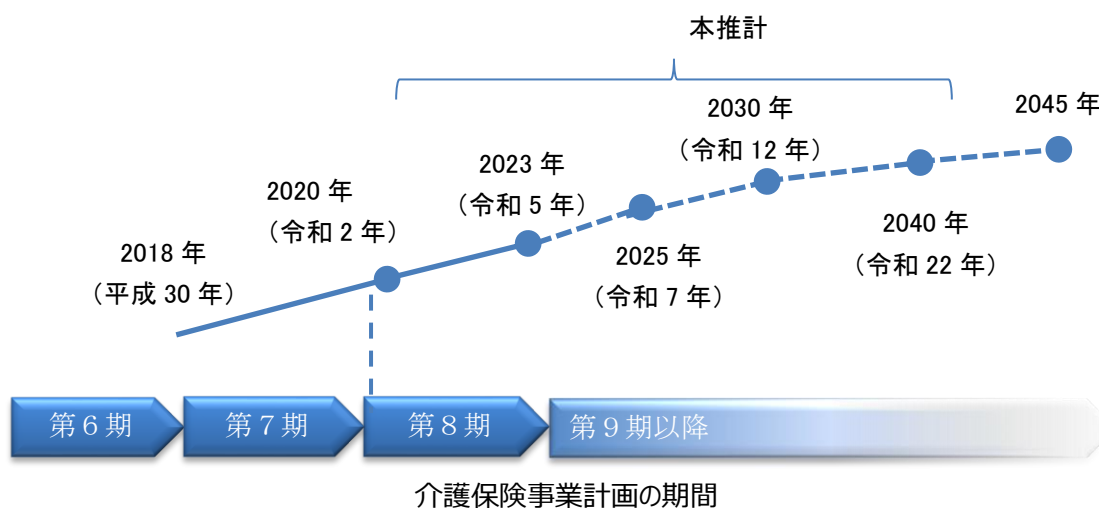 本推計
2045 年
2030 年
（令和 12 年）
2023 年
（令和 5 年）
2020 年
（令和 2 年）
2018 年
（平成 30 年）
2025 年
（令和 7 年）
2040 年
（令和 22 年）
第６期
第７期
第８期
第９期以降
介護保険事業計画の期間